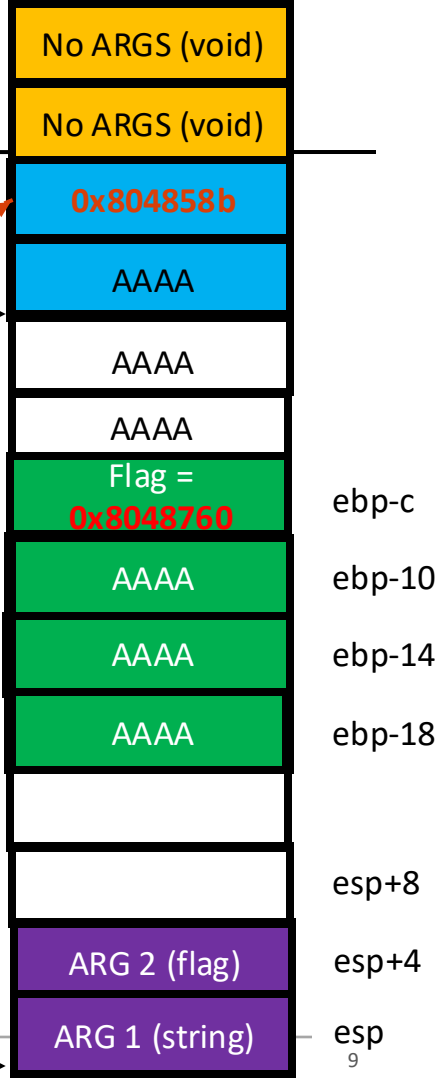 No ARGS (void)
No ARGS (void)
0x804858b
AAAA
AAAA
AAAA
Flag =
0x8048760
ebp-c
AAAA
ebp-10
AAAA
ebp-14
AAAA
ebp-18
esp+8
ARG 2 (flag)
esp+4
ARG 1 (string)
esp
9